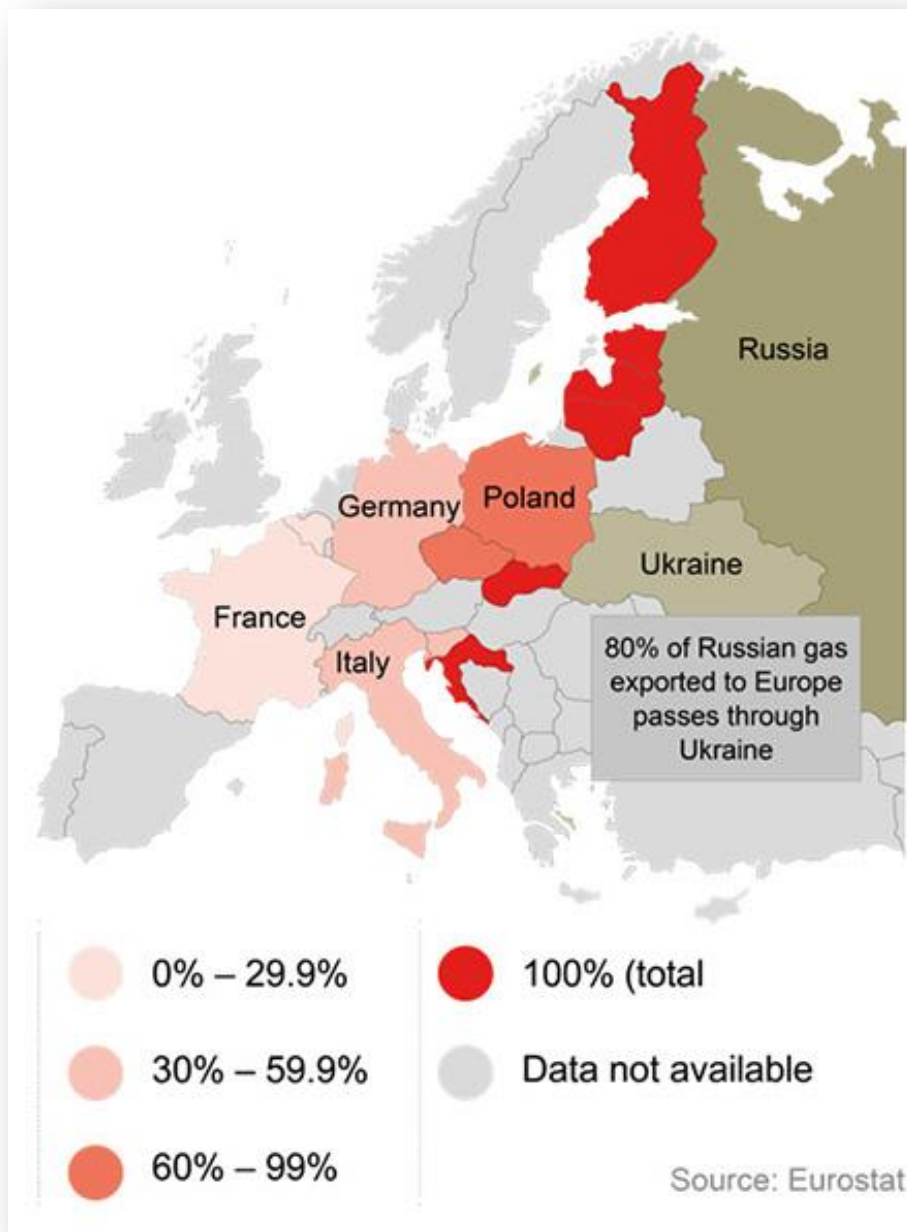 Russia
Germany
Poland
Ukraine
France
Italy
80% of Russian gas
exported to Europe
passes through
Ukraine
0% – 29.9%
30% – 59.9%
60% – 99%
100% (total
Data not available
Source: Eurostat